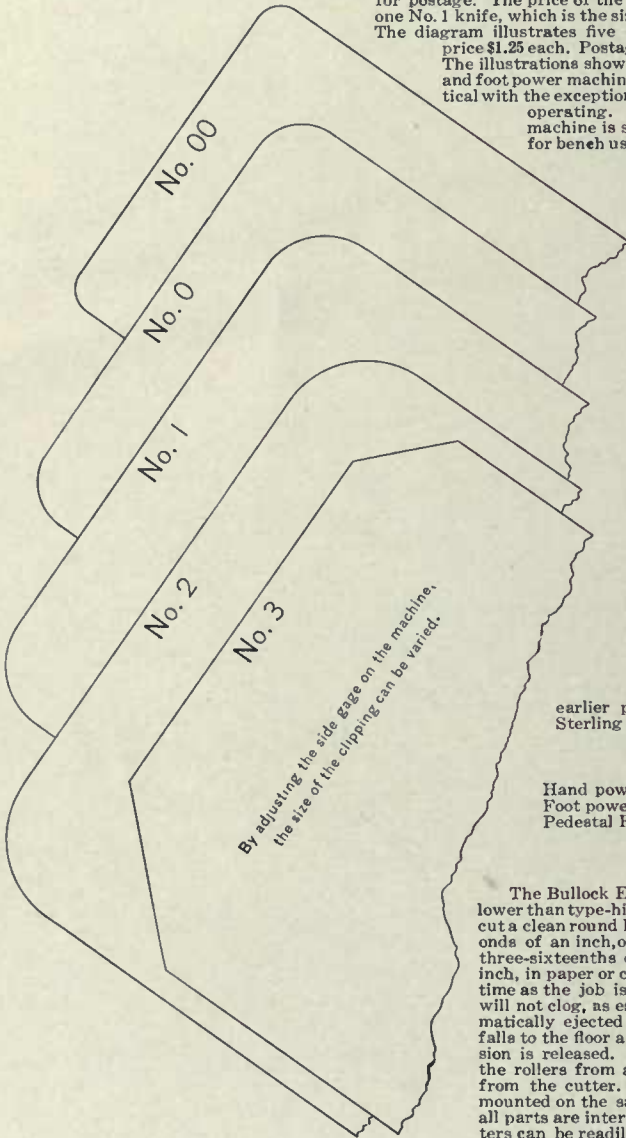 for postage. The price of the
one No. 1 knife, which is the si
The diagram illustrates five
price $1.25 each. Posta
The illustrations show
and foot power machin
tical with the exception
operating.
machine is s
for bench us
No. 00
No. 0
No. 1
No. 2
No. 3
By adjusting the side gage on the machine,
the size of the clipping can be varied.
earlier p
Sterling
Hand pow
Foot powe
Pedestal
The Bullock E
lower than type-hi
cut a clean round
onds of an inch, o
three-sixteenths
inch, in paper or c
time as the job is
will not clog, as e
matically ejected
falls to the floor a
sion is released.
the rollers from a
from the cutter.
mounted on the sa
all parts are inter
ters can be readil